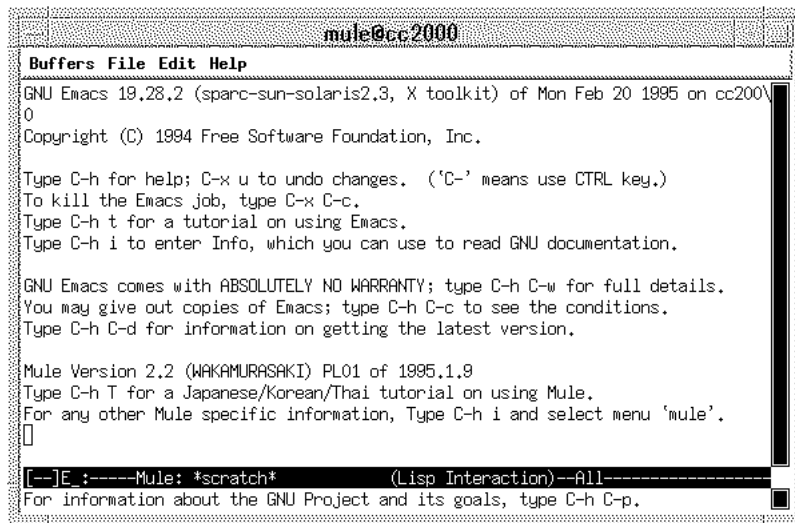 mule@cc2000
Buffers File Edit Help
GNU Emacs 19.28.2 (sparc-sun-solaris2.3, X toolkit) of Mon Feb 20 1995 on cc200\
0
Copyright (C) 1994 Free Software Foundation, Inc.
Type C-h for help; C-x u to undo changes.  (`C-' means use CTRL key.)
To kill the Emacs job, type C-x C-c.
Type C-h t for a tutorial on using Emacs.
Type C-h i to enter Info, which you can use to read GNU documentation.
GNU Emacs comes with ABSOLUTELY NO WARRANTY; type C-h C-w for full details.
You may give out copies of Emacs; type C-h C-c to see the conditions.
Type C-h C-d for information on getting the latest version.
Mule Version 2.2 (WAKAMURASAKI) PL01 of 1995.1.9
Type C-h T for a Japanese/Korean/Thai tutorial on using Mule.
For any other Mule specific information, Type C-h i and select menu `mule'.
[--]E_:-----Mule: *scratch*            (Lisp Interaction)--All------------------
For information about the GNU Project and its goals, type C-h C-p.